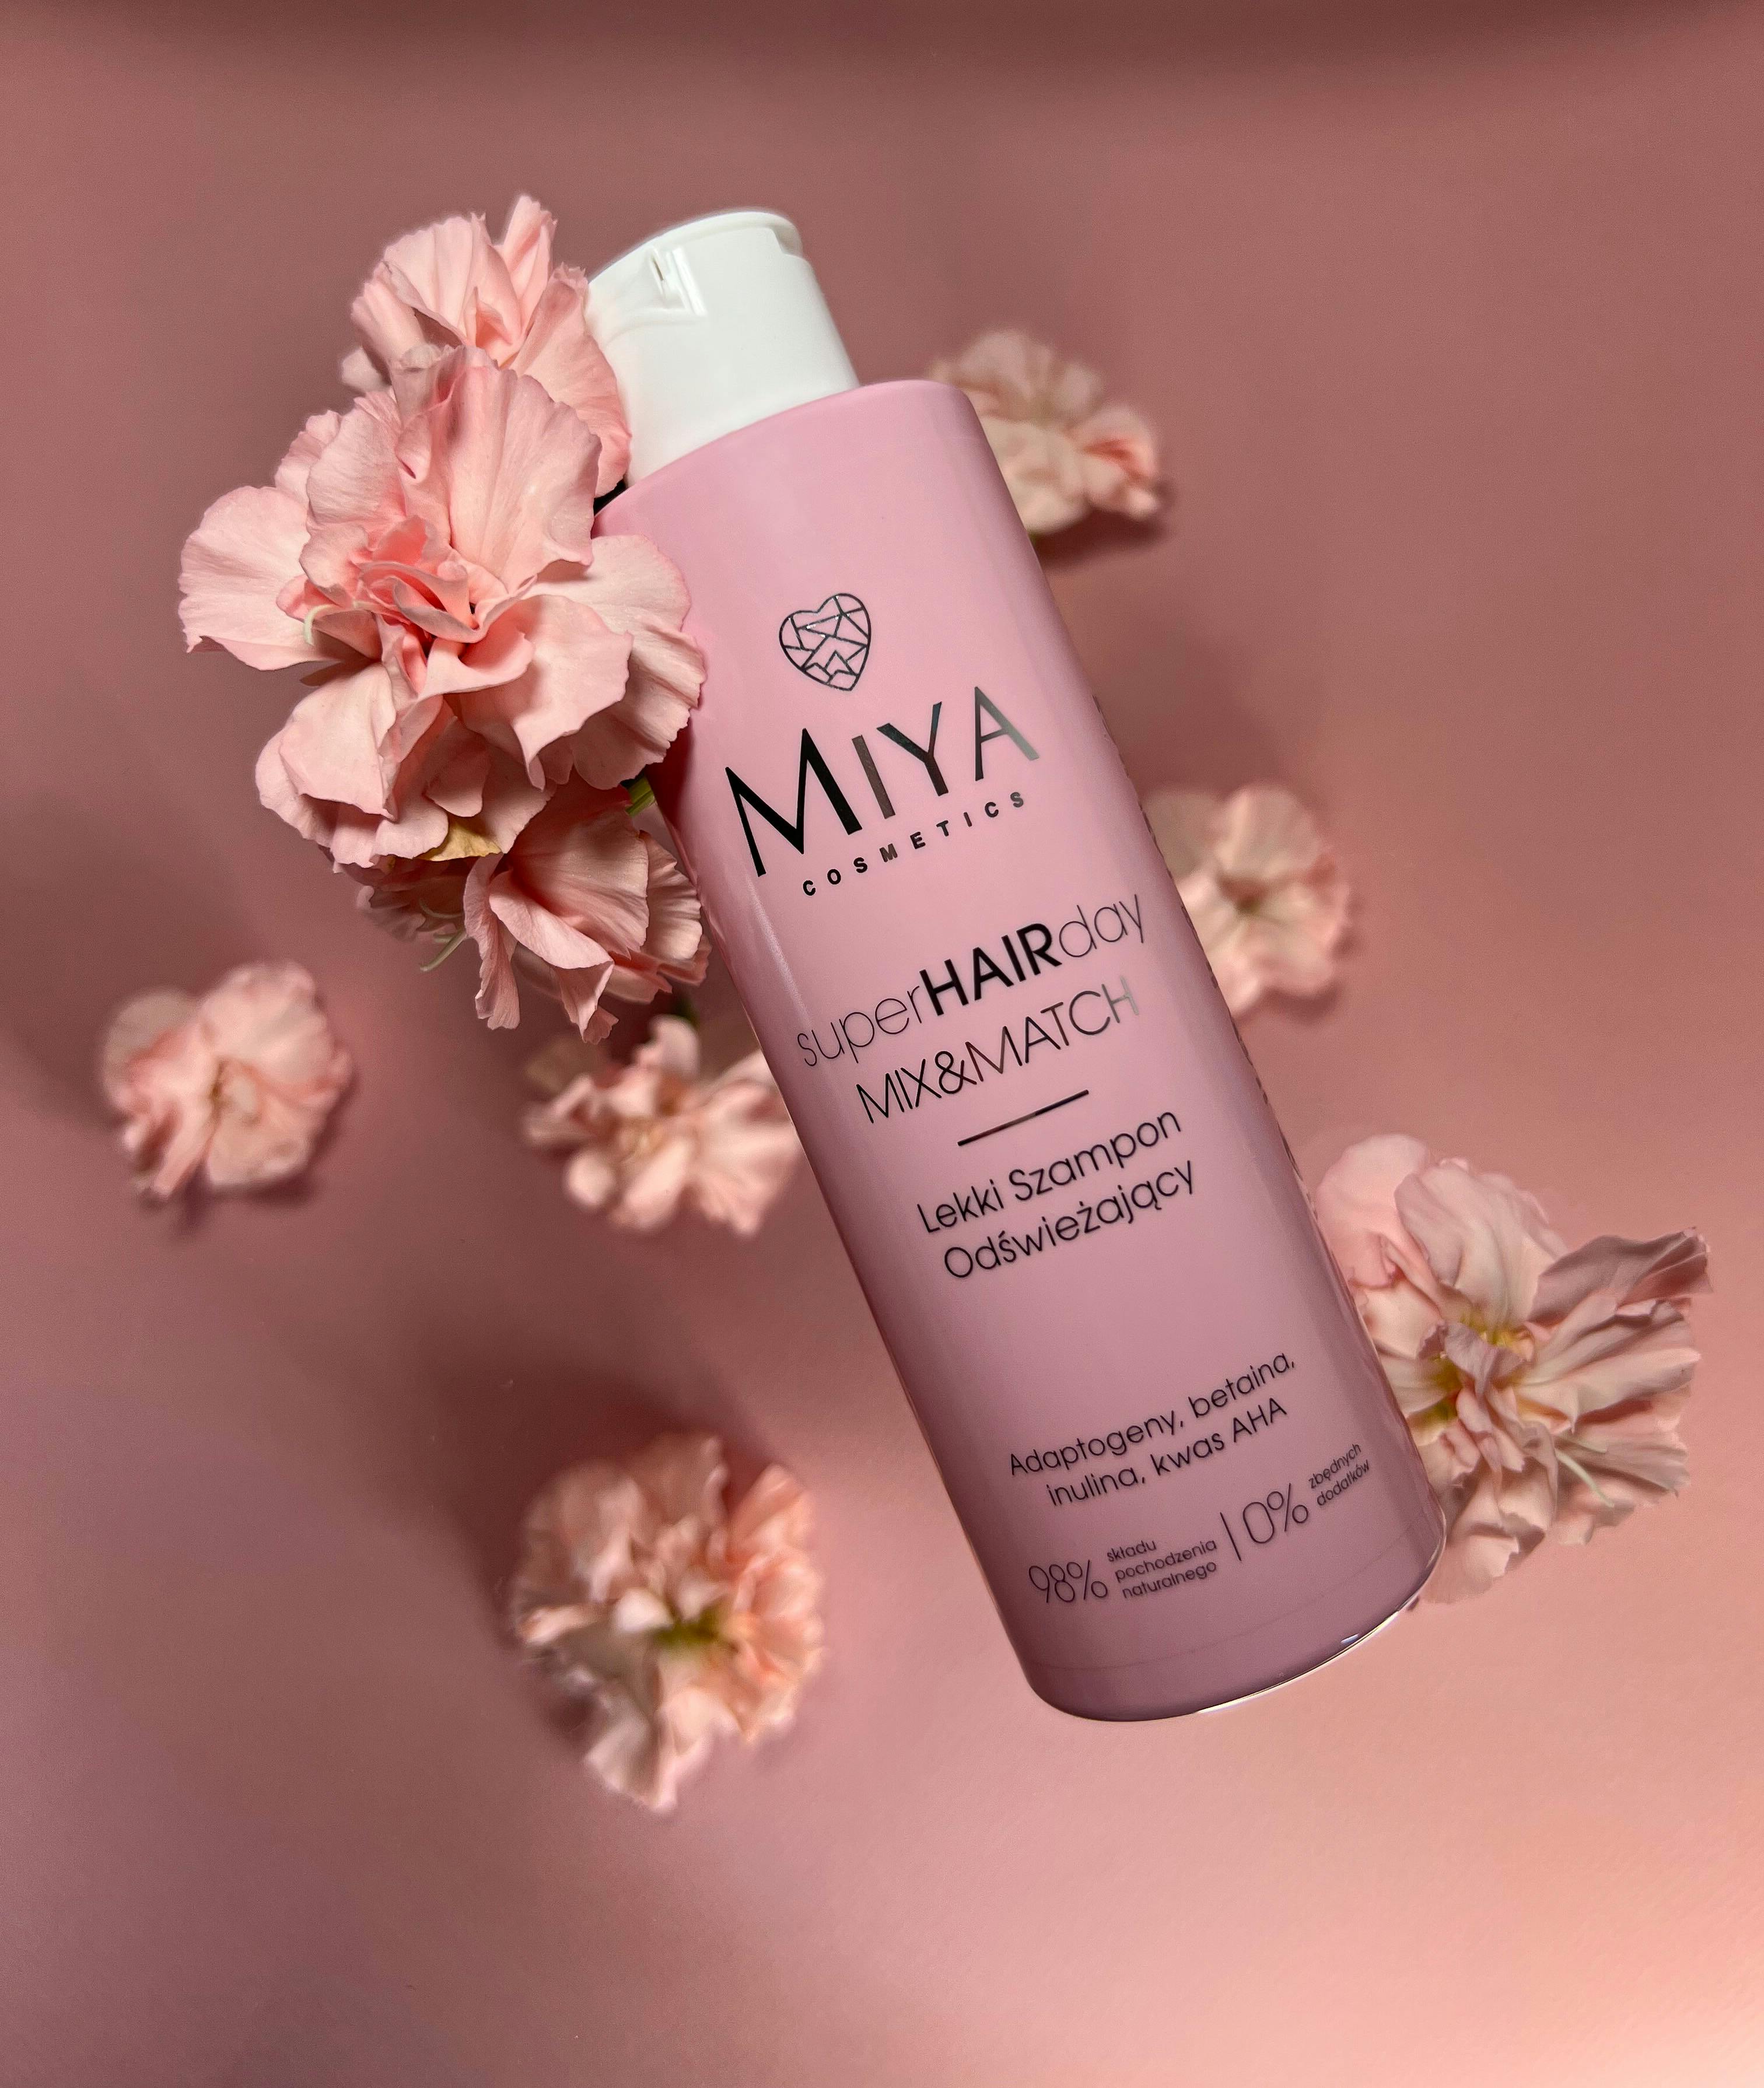 MIYA
COSMETICS
superHAIRday
MIX&MATCH
Lekki Szampon
Odświeżający
Adaptogeny, betaina,
inulina, kwas AHA
98% składu
pochodzenia
naturalnego
0% zbędnych
dodatków